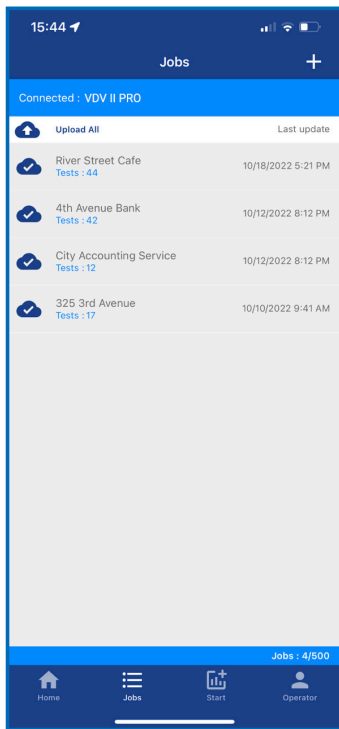 15:44
Jobs
Connected : VDV II PRO
Upload All Last update
River Street Cafe
Tests : 44
10/18/2022 5:21 PM
4th Avenue Bank
Tests : 42
10/12/2022 8:12 PM
City Accounting Service
Tests : 12
10/12/2022 8:12 PM
325 3rd Avenue
Tests : 17
10/10/2022 9:41 AM
Jobs : 4/500
Home Jobs Start Operator